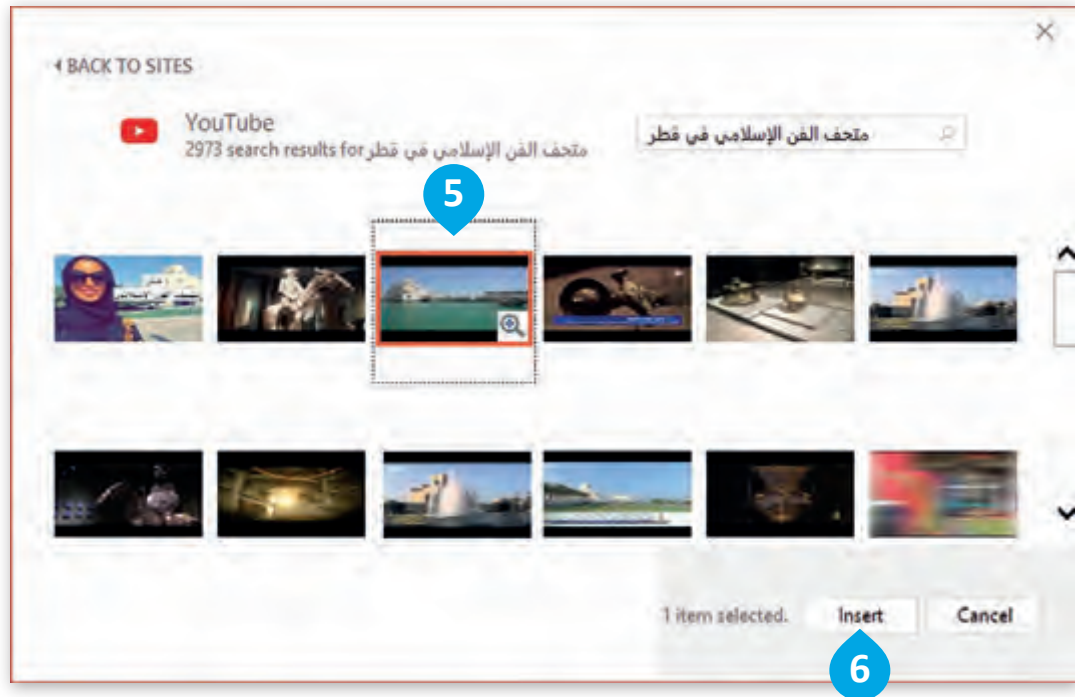 BACK TO SITES
YouTube
2973 search results for متحف الفن الإسلامي في قطر
متحف الفن الإسلامي في قطر
5
1 item selected.
Insert
Cancel
6